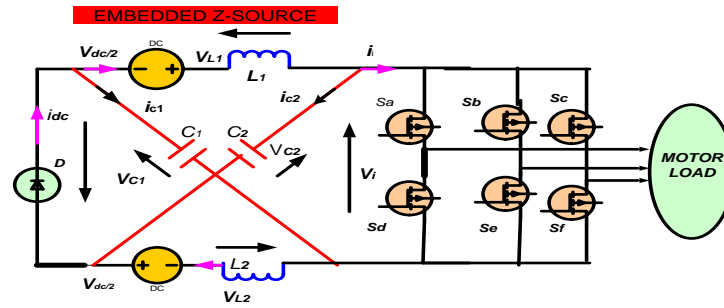 EMBEDDED Z-SOURCE
Vdc/2
DC
VL1
L1
iI
ic1
ic2
idc
C1
C2
VC2
D
VC1
Vi
Sa
Sb
Sc
Sd
Se
Sf
MOTOR
LOAD
Vdc/2
DC
L2
VL2